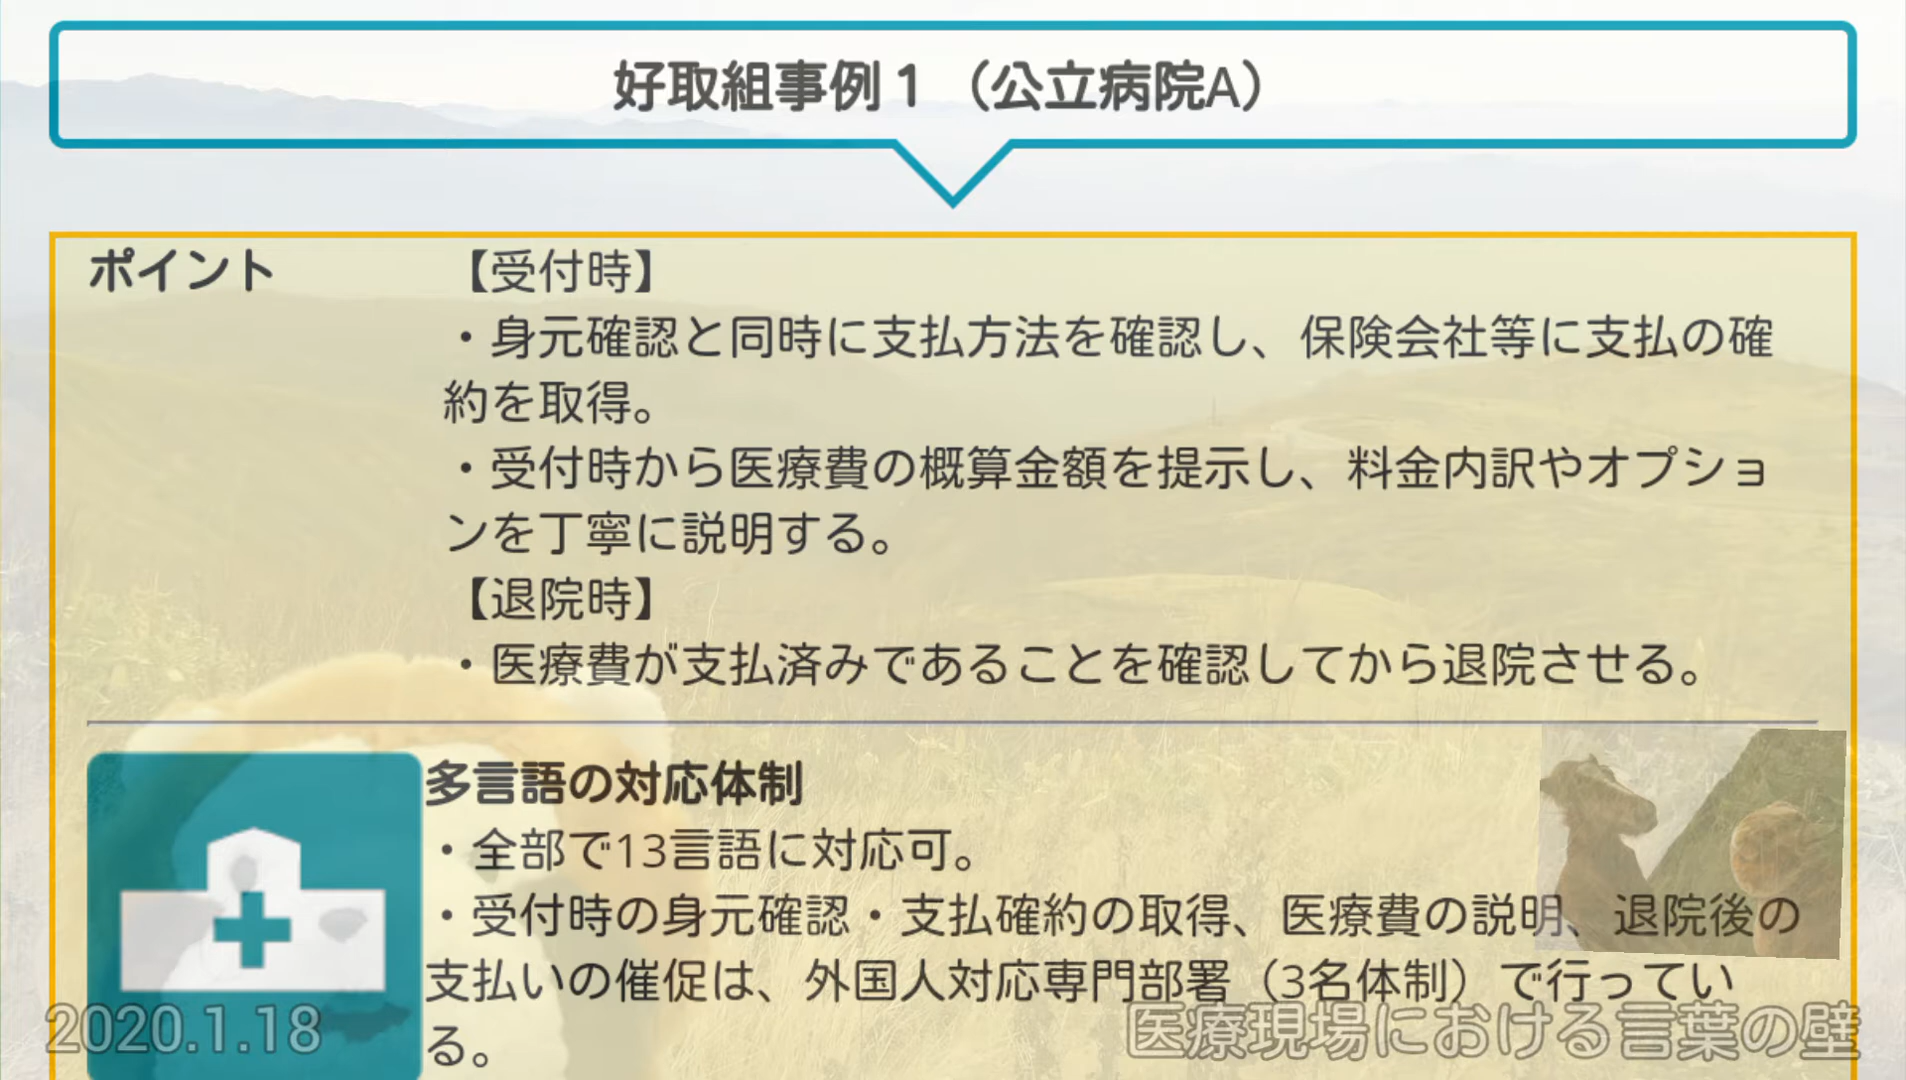 好取組事例１（公立病院A）
ポイント
【受付時】
・身元確認と同時に支払方法を確認し、保険会社等に支払の確
約を取得。
・受付時から医療費の概算金額を提示し、料金内訳やオプショ
ンを丁寧に説明する。
【退院時】
・医療費が支払済みであることを確認してから退院させる。
多言語の対応体制
・全部で13言語に対応可。
・受付時の身元確認・支払確約の取得、医療費の説明、退院後の
支払いの催促は、外国人対応専門部署（3名体制）で行ってい
る。
2020.1.18
医療現場における言葉の壁